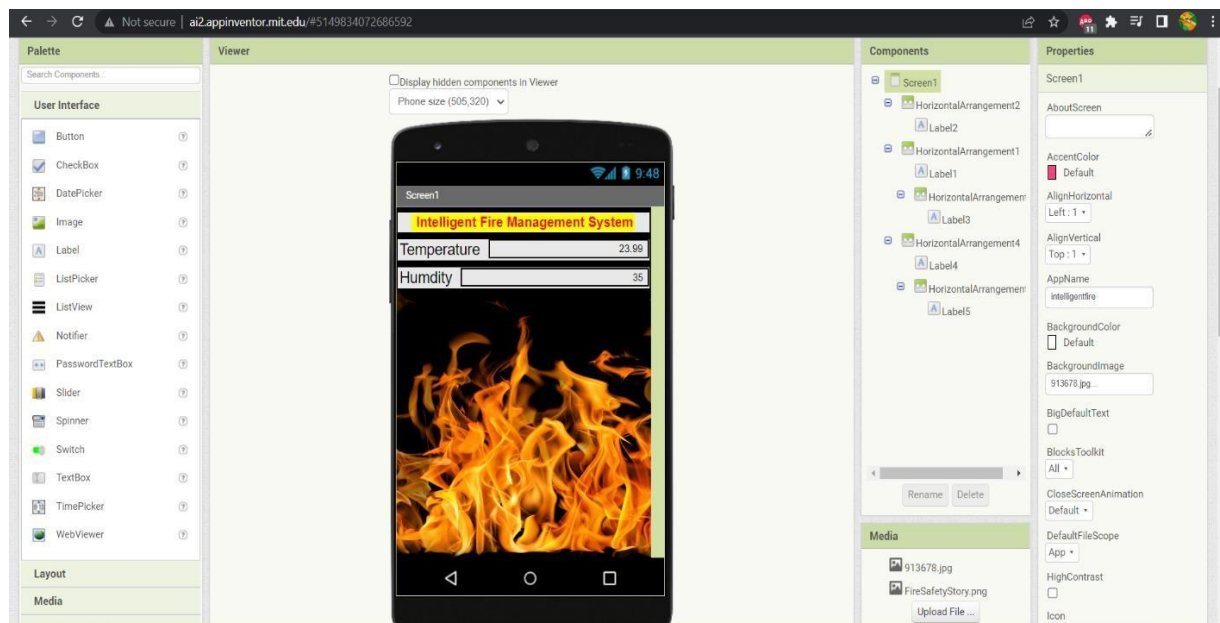 Not secure | ai2.appinventor.mit.edu/#5149834072686592
11
Palette
Search Components...
User Interface
Button
CheckBox
DatePicker
Image
Label
ListPicker
ListView
Notifier
PasswordTextBox
Slider
Spinner
Switch
TextBox
TimePicker
WebViewer
Layout
Media
Viewer
Display hidden components in Viewer
Phone size (505,320)
9:48
Screen1
Intelligent Fire Management System
Temperature 23.99
Humdity 35
Components
Screen1
HorizontalArrangement2
Label2
HorizontalArrangement1
Label1
HorizontalArrangemen
Label3
HorizontalArrangement4
Label4
HorizontalArrangemen
Label5
Rename Delete
Media
913678.jpg
FireSafetyStory.png
Upload File ...
Properties
Screen1
AboutScreen
AccentColor
Default
AlignHorizontal
Left : 1
AlignVertical
Top : 1
AppName
intelligentfire
BackgroundColor
Default
BackgroundImage
913678.jpg...
BigDefaultText
BlocksToolkit
All
CloseScreenAnimation
Default
DefaultFileScope
App
HighContrast
Icon